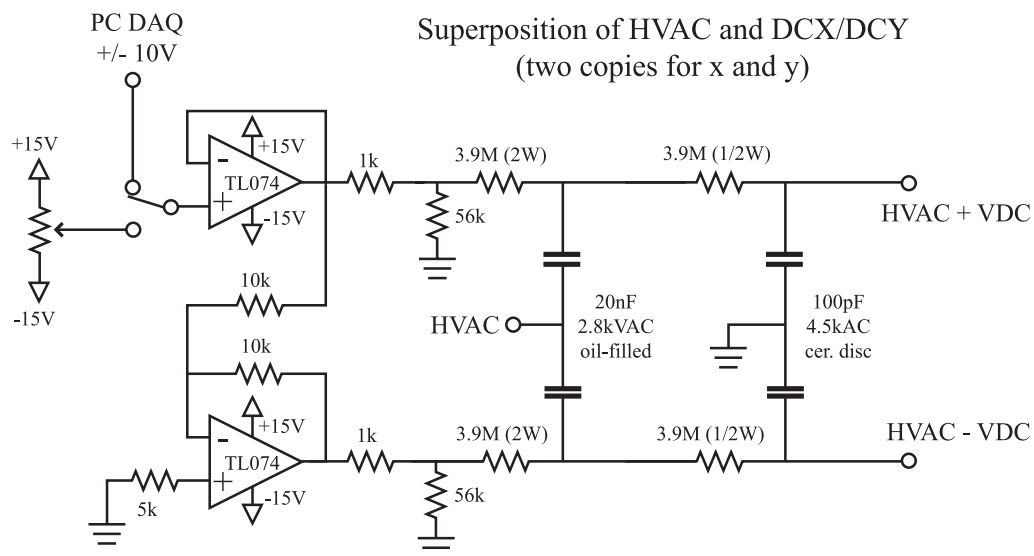 PC DAQ
+/- 10V
Superposition of HVAC and DCX/DCY
(two copies for x and y)
+15V
-15V
-
+
TL074
+15V
-15V
1k
56k
3.9M (2W)
3.9M (1/2W)
HVAC + VDC
10k
10k
HVAC
20nF
2.8kVAC
oil-filled
100pF
4.5kAC
cer. disc
-
+
TL074
+15V
-15V
5k
1k
56k
3.9M (2W)
3.9M (1/2W)
HVAC - VDC